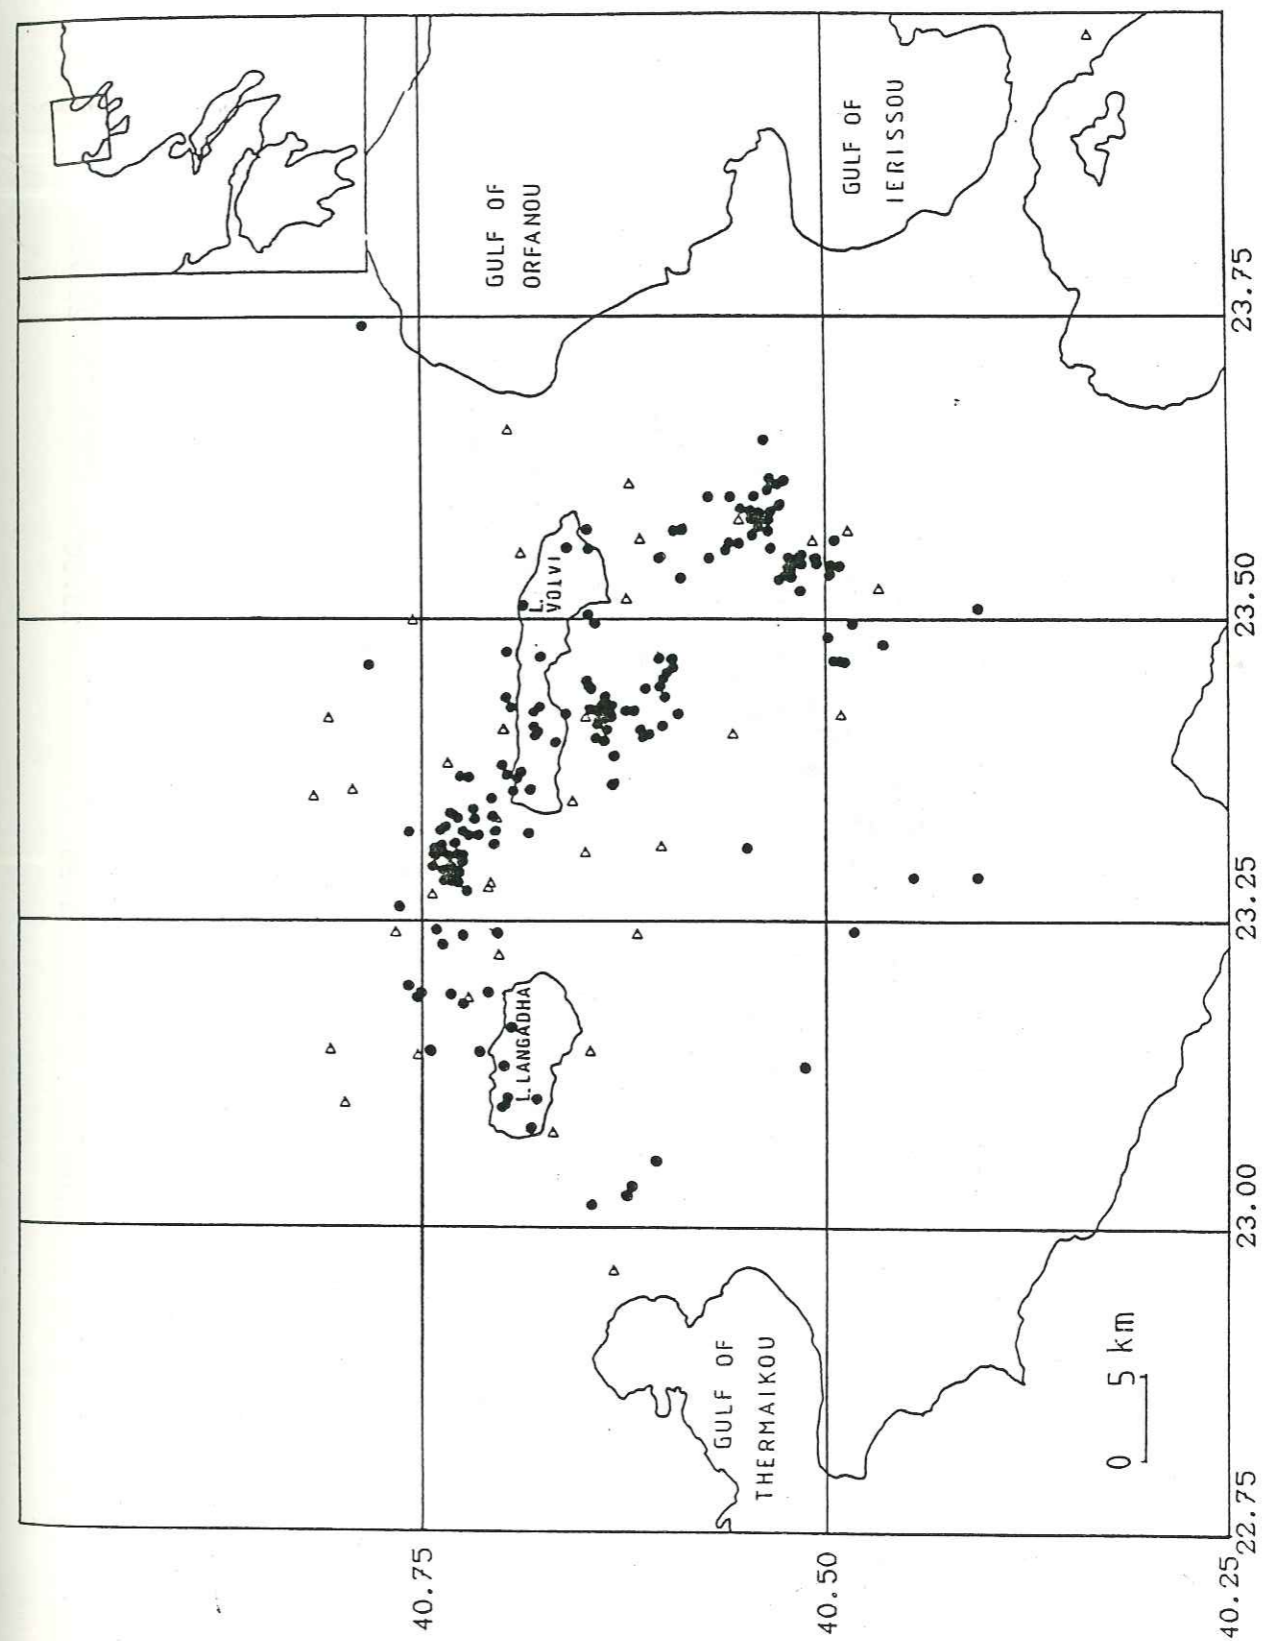 GULF OF
ORFANOU
GULF OF
IERISSOU
L.
VOLVI
L. LANGADHA
GULF OF
THERMAIKOU
0 5 km
40.75
40.50
40.25
22.75
23.00
23.25
23.50
23.75